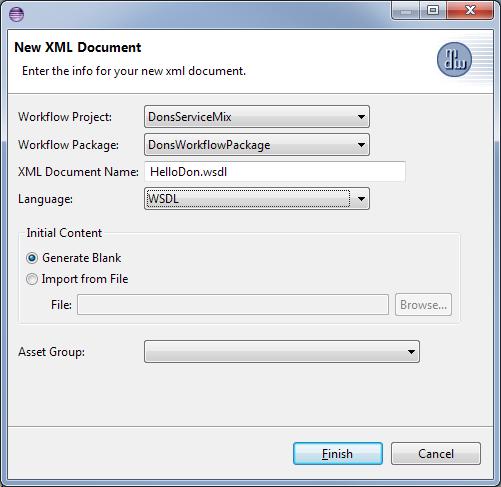 New XML Document
Enter the info for your new xml document.
Workflow Project: DonsServiceMix
Workflow Package: DonsWorkflowPackage
XML Document Name: HelloDon.wsdl
Language: WSDL
Initial Content
Generate Blank
Import from File
File: Browse...
Asset Group:
Finish Cancel